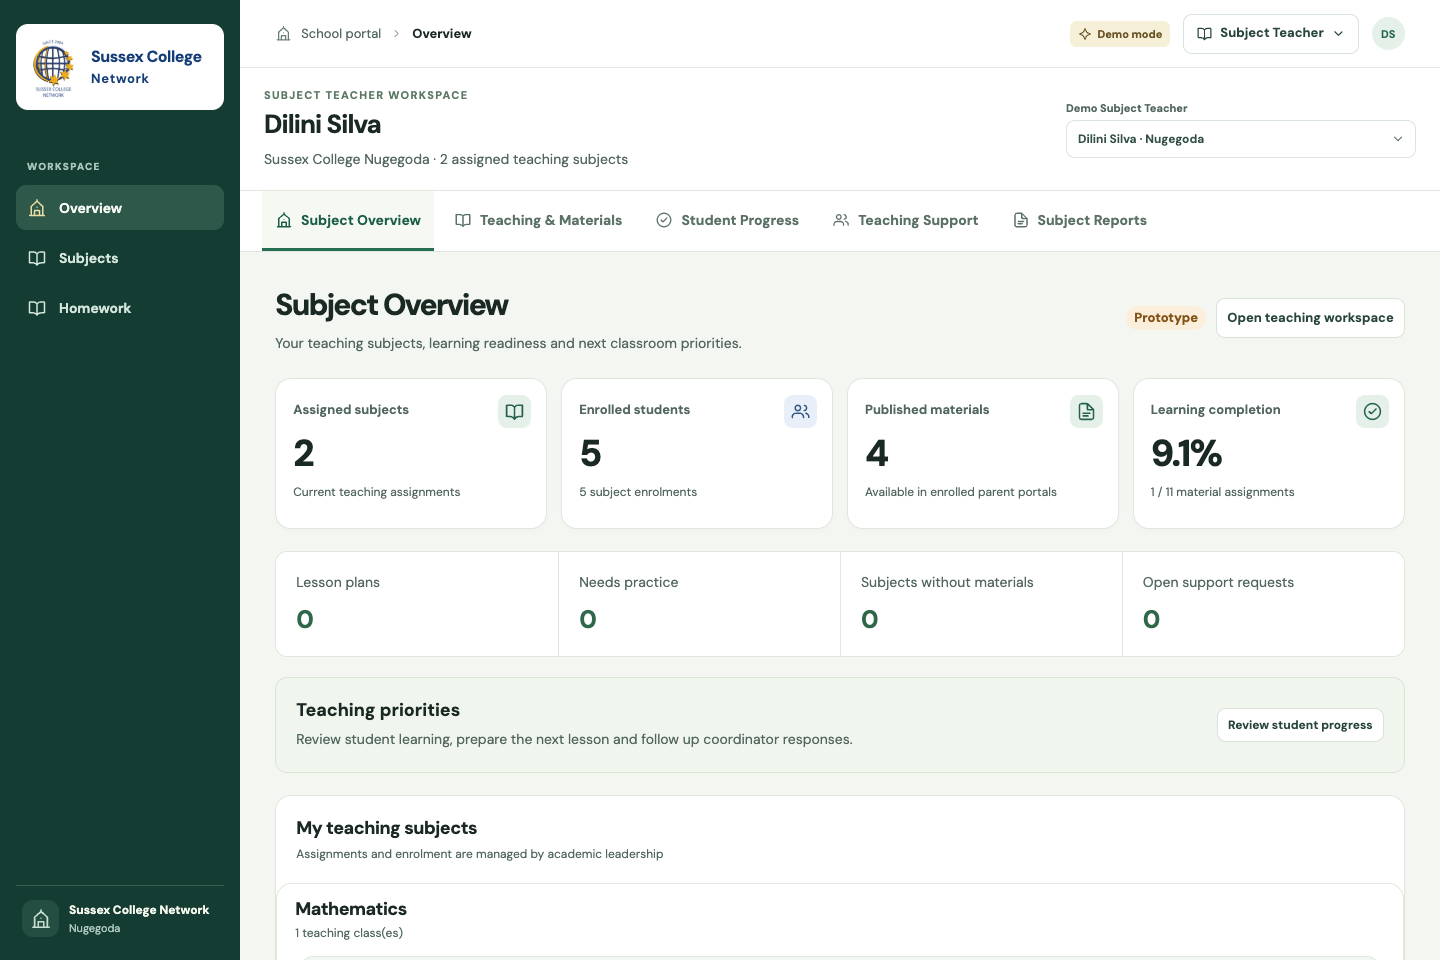 SINCE 1984
SUSSEX COLLEGE
NETWORK
Sussex College
Network
WORKSPACE
Overview
Subjects
Homework
Sussex College Network
Nugegoda
School portal
Overview
Demo mode
Subject Teacher
DS
SUBJECT TEACHER WORKSPACE
Dilini Silva
Sussex College Nugegoda · 2 assigned teaching subjects
Demo Subject Teacher
Dilini Silva · Nugegoda
Subject Overview
Teaching & Materials
Student Progress
Teaching Support
Subject Reports
Subject Overview
Your teaching subjects, learning readiness and next classroom priorities.
Prototype
Open teaching workspace
Assigned subjects
2
Current teaching assignments
Enrolled students
5
5 subject enrolments
Published materials
4
Available in enrolled parent portals
Learning completion
9.1%
1 / 11 material assignments
Lesson plans
0
Needs practice
0
Subjects without materials
0
Open support requests
0
Teaching priorities
Review student learning, prepare the next lesson and follow up coordinator responses.
Review student progress
My teaching subjects
Assignments and enrolment are managed by academic leadership
Mathematics
1 teaching class(es)